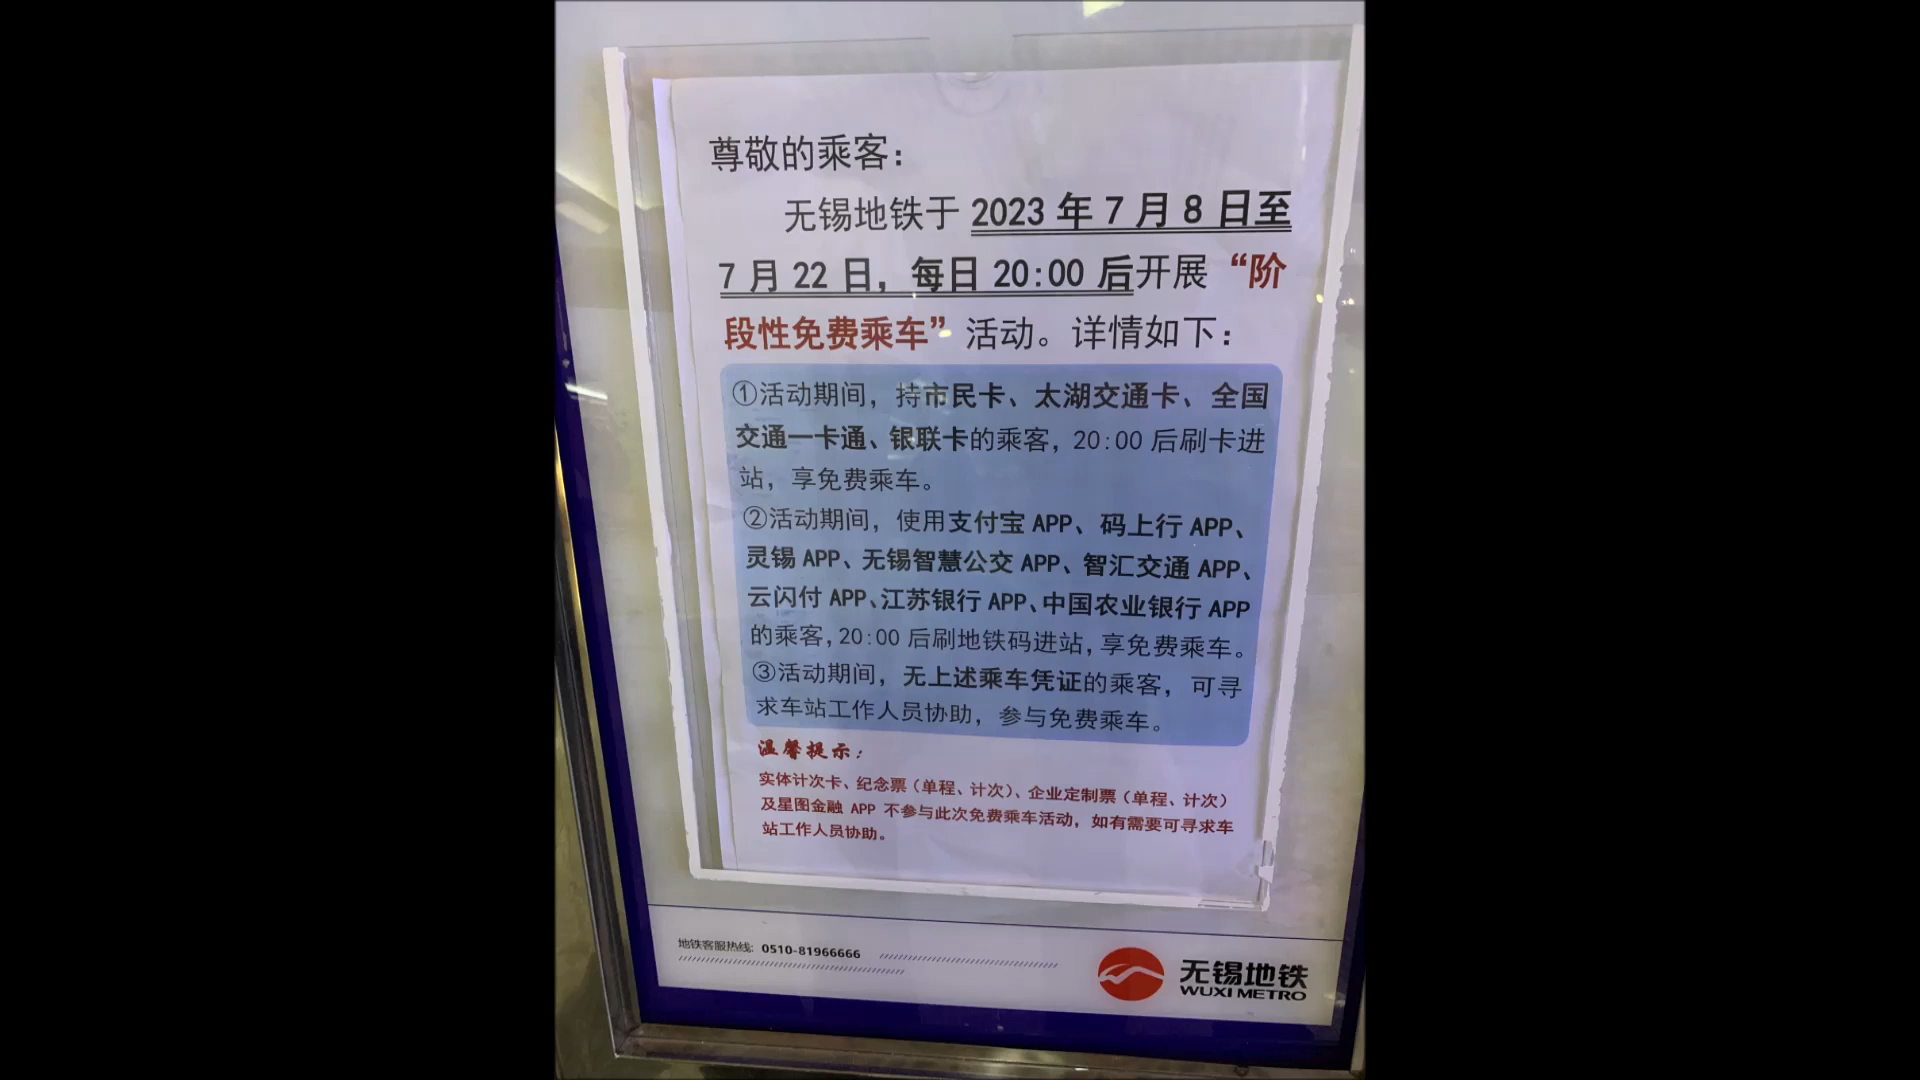 尊敬的乘客：
无锡地铁于 2023 年 7 月 8 日至
7 月 22 日，每日 20:00 后开展“阶
段性免费乘车”活动。详情如下：
①活动期间，持市民卡、太湖交通卡、全国
交通一卡通、银联卡的乘客，20:00 后刷卡进
站，享免费乘车。
②活动期间，使用支付宝 APP、码上行 APP、
灵锡 APP、无锡智慧公交 APP、智汇交通 APP、
云闪付 APP、江苏银行 APP、中国农业银行 APP
的乘客，20:00 后刷地铁码进站，享免费乘车。
③活动期间，无上述乘车凭证的乘客，可寻
求车站工作人员协助，参与免费乘车。
温馨提示：
实体计次卡、纪念票（单程、计次）、企业定制票（单程、计次）
及星图金融 APP 不参与此次免费乘车活动，如有需要可寻求车
站工作人员协助。
地铁客服热线：0510-81966666
无锡地铁
WUXI METRO